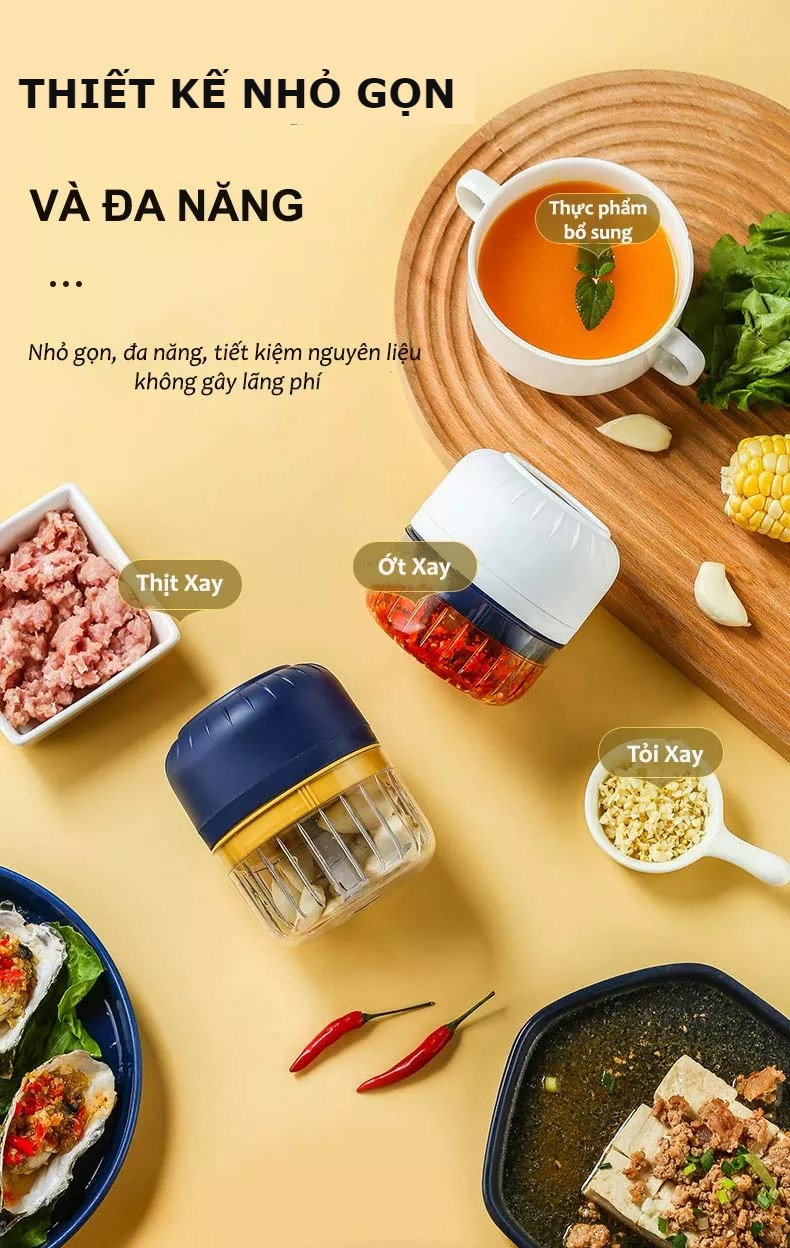 THIẾT KẾ NHỎ GỌN
VÀ ĐA NĂNG
...
Nhỏ gọn, đa năng, tiết kiệm nguyên liệu
không gây lãng phí
Thực phẩm
bổ sung
Ớt Xay
Thịt Xay
Tỏi Xay